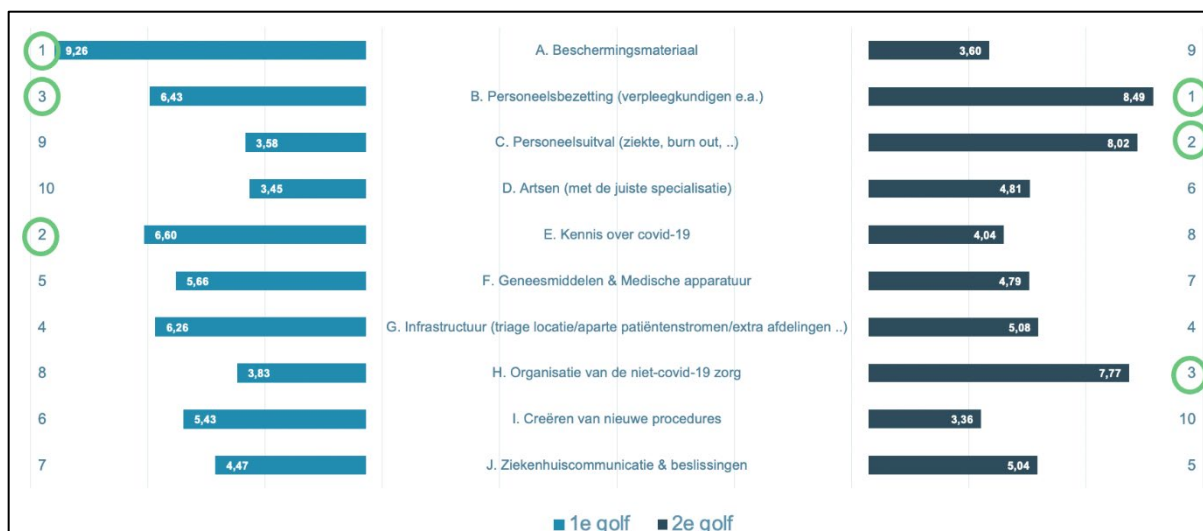 1 9,26 A. Beschermingsmateriaal 3,60 9
3 6,43 B. Personeelsbezetting (verpleegkundigen e.a.) 8,49 1
9 3,58 C. Personeelsuitval (ziekte, burn out, ..) 8,02 2
10 3,45 D. Artsen (met de juiste specialisatie) 4,81 6
2 6,60 E. Kennis over covid-19 4,04 8
5 5,66 F. Geneesmiddelen & Medische apparatuur 4,79 7
4 6,26 G. Infrastructuur (triage locatie/aparte patiëntenstromen/extra afdelingen ..) 5,08 4
8 3,83 H. Organisatie van de niet-covid-19 zorg 7,77 3
6 5,43 I. Creëren van nieuwe procedures 3,36 10
7 4,47 J. Ziekenhuiscommunicatie & beslissingen 5,04 5
1e golf 2e golf